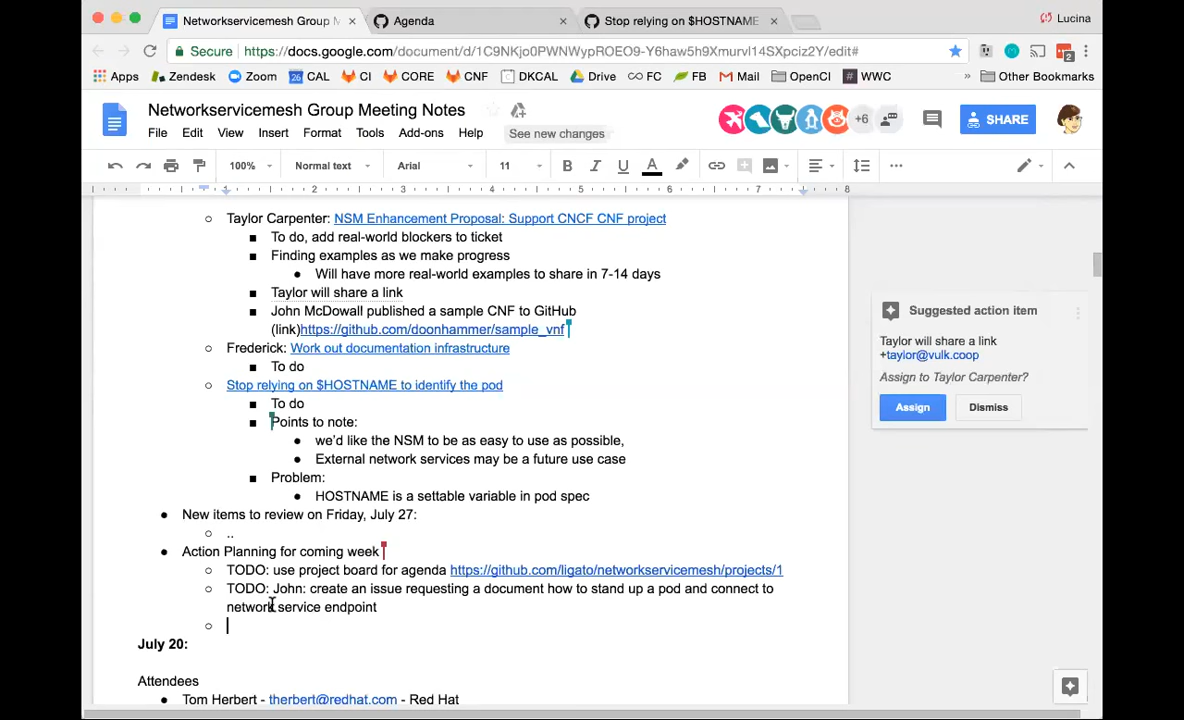 Networkservicemesh Group M
Agenda
Stop relying on $HOSTNAME
Lucina
Secure
https://docs.google.com/document/d/1C9NKjo0PWNWypROEO9-Y6haw5h9Xmurvl14SXpciz2Y/edit#
2
Apps
Zendesk
Zoom
26
CAL
CI
CORE
CNF
DKCAL
Drive
FC
FB
Mail
OpenCI
WWC
»
Other Bookmarks
Networkservicemesh Group Meeting Notes
+6
SHARE
File Edit View Insert Format Tools Add-ons Help
See new changes
100%
Normal text
Arial
11
B I U A
1 2 3 4 5 6 7 8
○ Taylor Carpenter: NSM Enhancement Proposal: Support CNCF CNF project
■ To do, add real-world blockers to ticket
■ Finding examples as we make progress
● Will have more real-world examples to share in 7-14 days
■ Taylor will share a link
■ John McDowall published a sample CNF to GitHub
(link)https://github.com/doonhammer/sample_vnf
○ Frederick: Work out documentation infrastructure
■ To do
○ Stop relying on $HOSTNAME to identify the pod
■ To do
■ Points to note:
● we'd like the NSM to be as easy to use as possible,
● External network services may be a future use case
■ Problem:
● HOSTNAME is a settable variable in pod spec
● New items to review on Friday, July 27:
○ ..
● Action Planning for coming week
○ TODO: use project board for agenda https://github.com/ligato/networkservicemesh/projects/1
○ TODO: John: create an issue requesting a document how to stand up a pod and connect to
network service endpoint
○
July 20:
Attendees
● Tom Herbert - therbert@redhat.com - Red Hat
Suggested action item
Taylor will share a link
+taylor@vulk.coop
Assign to Taylor Carpenter?
Assign
Dismiss